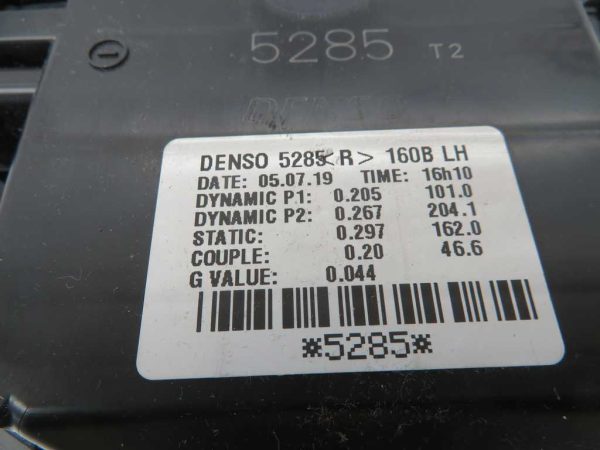 5285 T2
DENSO
DENSO 5285<R> 160B LH
DATE: 05.07.19 TIME: 16h10
DYNAMIC P1: 0.205 101.0
DYNAMIC P2: 0.267 204.1
STATIC: 0.297 162.0
COUPLE: 0.20 46.6
G VALUE: 0.044
*5285*